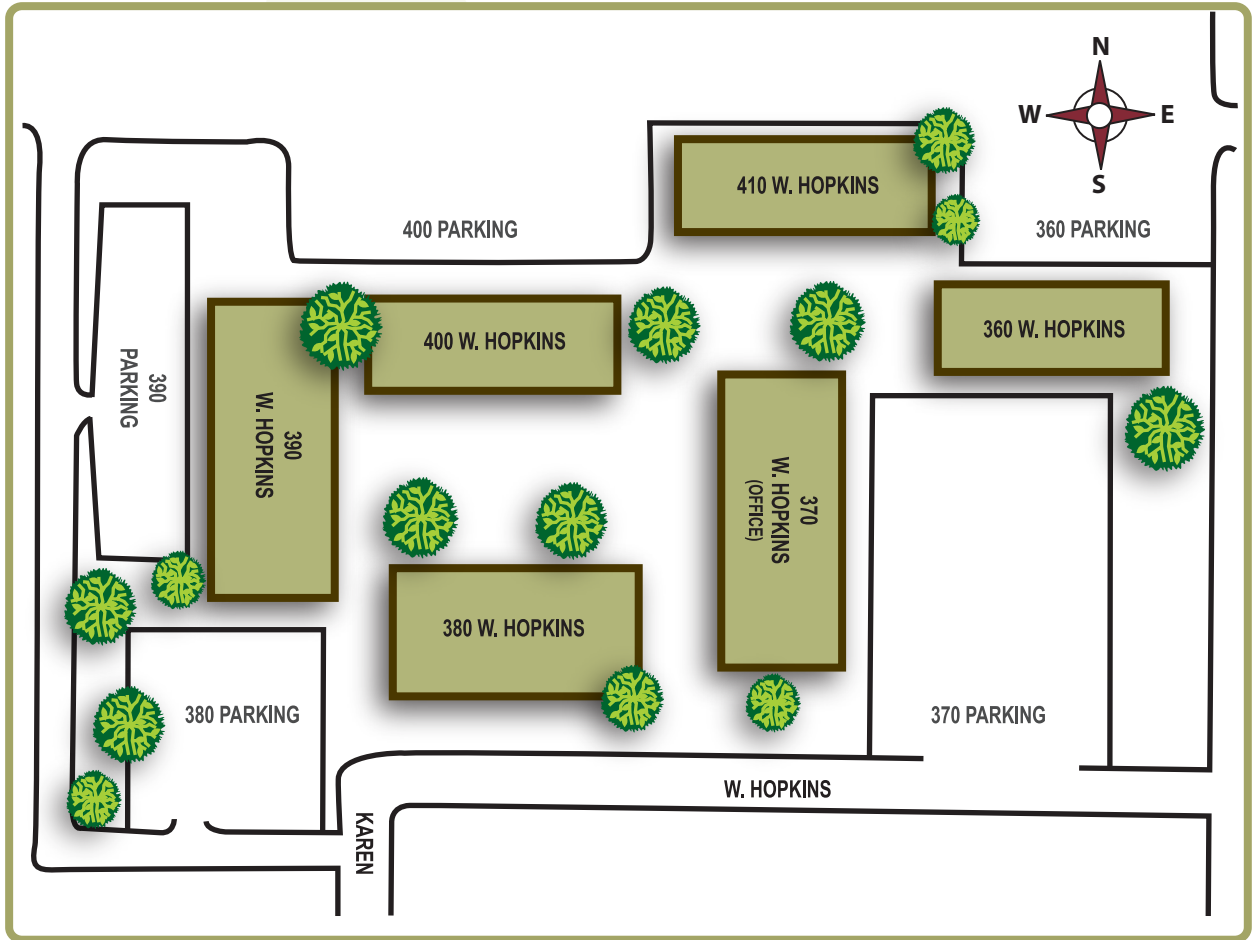 N
W
E
S
410 W. HOPKINS
400 PARKING
360 PARKING
360 W. HOPKINS
400 W. HOPKINS
390
PARKING
390
W. HOPKINS
370
W. HOPKINS
(OFFICE)
380 W. HOPKINS
380 PARKING
370 PARKING
W. HOPKINS
KAREN